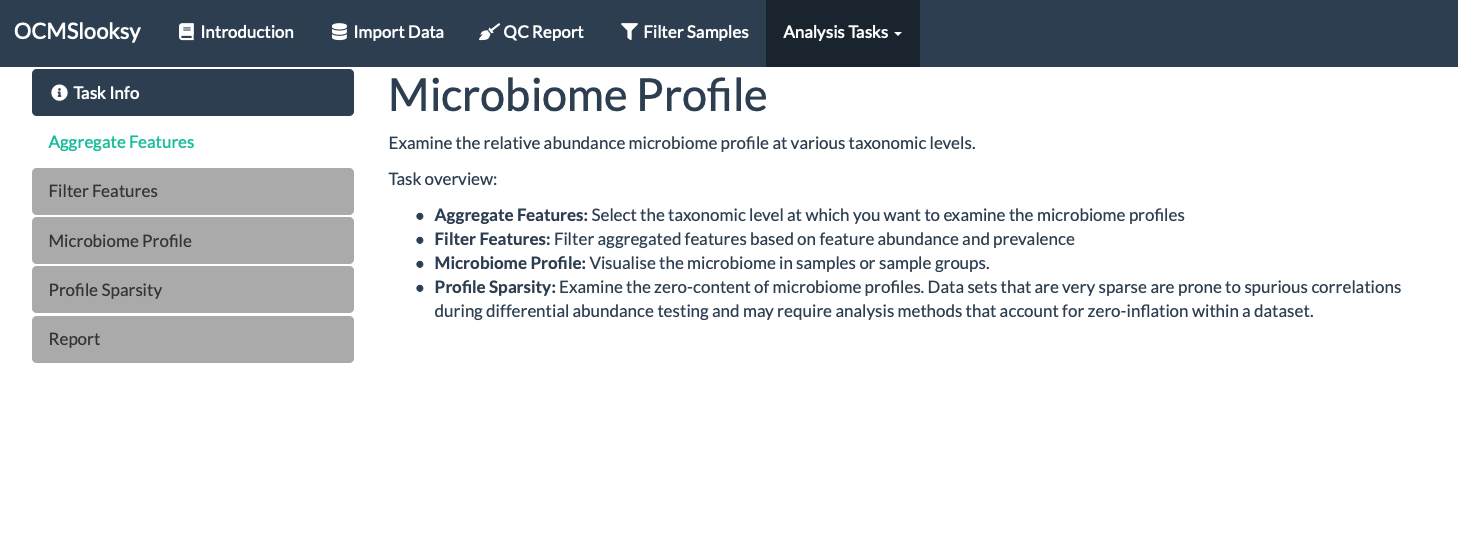 OCMSlooksy Introduction Import Data QC Report Filter Samples Analysis Tasks
Task Info
Aggregate Features
Filter Features
Microbiome Profile
Profile Sparsity
Report
Microbiome Profile
Examine the relative abundance microbiome profile at various taxonomic levels.
Task overview:
• Aggregate Features: Select the taxonomic level at which you want to examine the microbiome profiles
• Filter Features: Filter aggregated features based on feature abundance and prevalence
• Microbiome Profile: Visualise the microbiome in samples or sample groups.
• Profile Sparsity: Examine the zero-content of microbiome profiles. Data sets that are very sparse are prone to spurious correlations
during differential abundance testing and may require analysis methods that account for zero-inflation within a dataset.